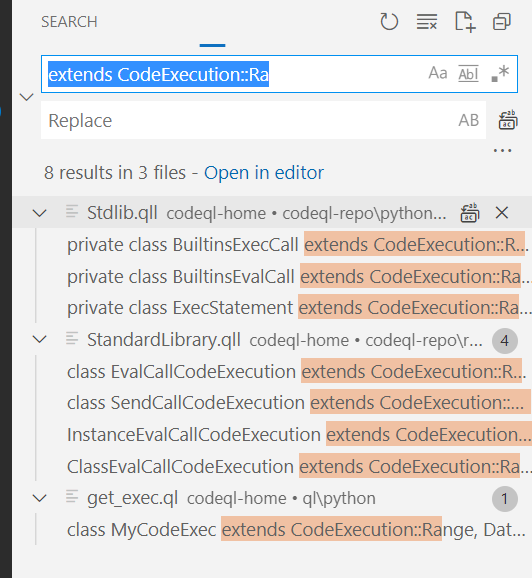 SEARCH
extends CodeExecution::Ra
Aa Abl .*
Replace
AB
...
8 results in 3 files - Open in editor
Stdlib.qll codeql-home • codeql-repo\python...
private class BuiltinsExecCall extends CodeExecution::R...
private class BuiltinsEvalCall extends CodeExecution::Ra...
private class ExecStatement extends CodeExecution::Ra...
StandardLibrary.qll codeql-home • codeql-repo\r... 4
class EvalCallCodeExecution extends CodeExecution::R...
class SendCallCodeExecution extends CodeExecution::...
InstanceEvalCallCodeExecution extends CodeExecution...
ClassEvalCallCodeExecution extends CodeExecution::Ra...
get_exec.ql codeql-home • ql\python 1
class MyCodeExec extends CodeExecution::Range, Dat...